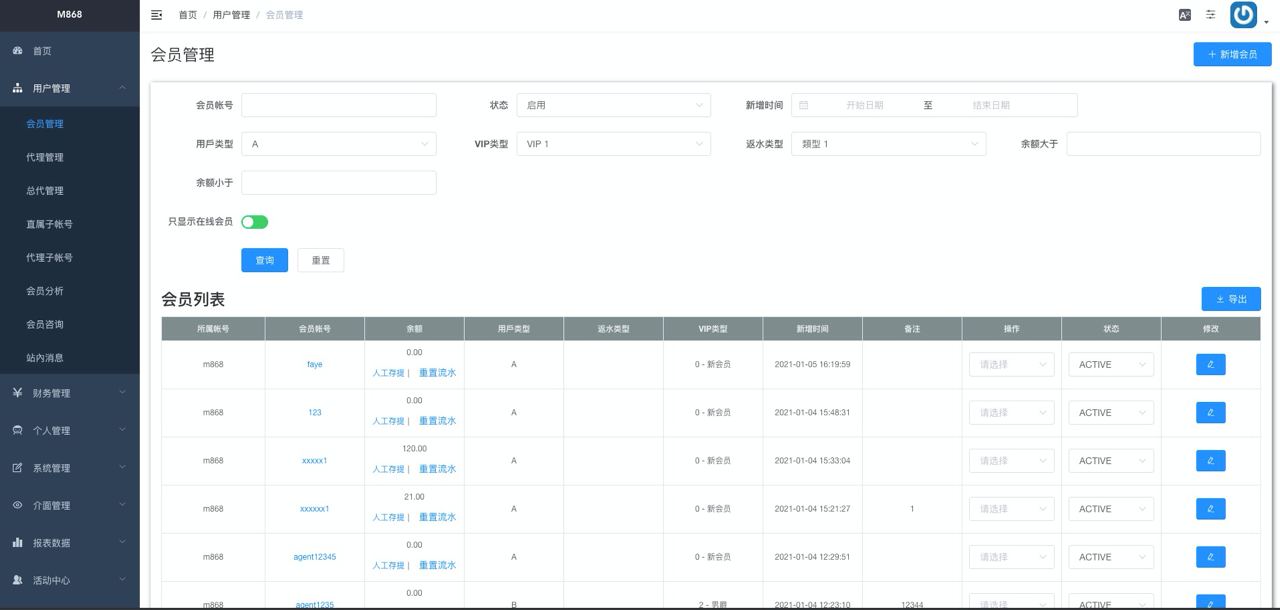 M868
首页 / 用户管理 / 会员管理
首页
用户管理
会员管理
代理管理
总代管理
直属子帐号
代理子帐号
会员分析
会员咨询
站内消息
财务管理
个人管理
系统管理
介面管理
报表数据
活动中心
会员管理
+ 新增会员
会员帐号 状态 启用 新增时间 开始日期 至 结束日期
用戶类型 A VIP类型 VIP 1 返水类型 類型 1 余额大于
余额小于
只显示在线会员
查询 重置
会员列表
导出
所属帐号 会员帐号 余额 用戶类型 返水类型 VIP类型 新增时间 备注 操作 状态 修改
m868 faye 0.00 人工存提 | 重置流水 A 0 - 新会员 2021-01-05 16:19:59 请选择 ACTIVE
m868 123 0.00 人工存提 | 重置流水 A 0 - 新会员 2021-01-04 15:48:31 请选择 ACTIVE
m868 xxxxx1 120.00 人工存提 | 重置流水 A 0 - 新会员 2021-01-04 15:33:04 请选择 ACTIVE
m868 xxxxxx1 21.00 人工存提 | 重置流水 A 0 - 新会员 2021-01-04 15:21:27 1 请选择 ACTIVE
m868 agent12345 0.00 人工存提 | 重置流水 A 0 - 新会员 2021-01-04 12:29:51 请选择 ACTIVE
m868 agent1235 0.00 B 2 - 男爵 2021-01-04 12:23:10 12344 请选择 ACTIVE